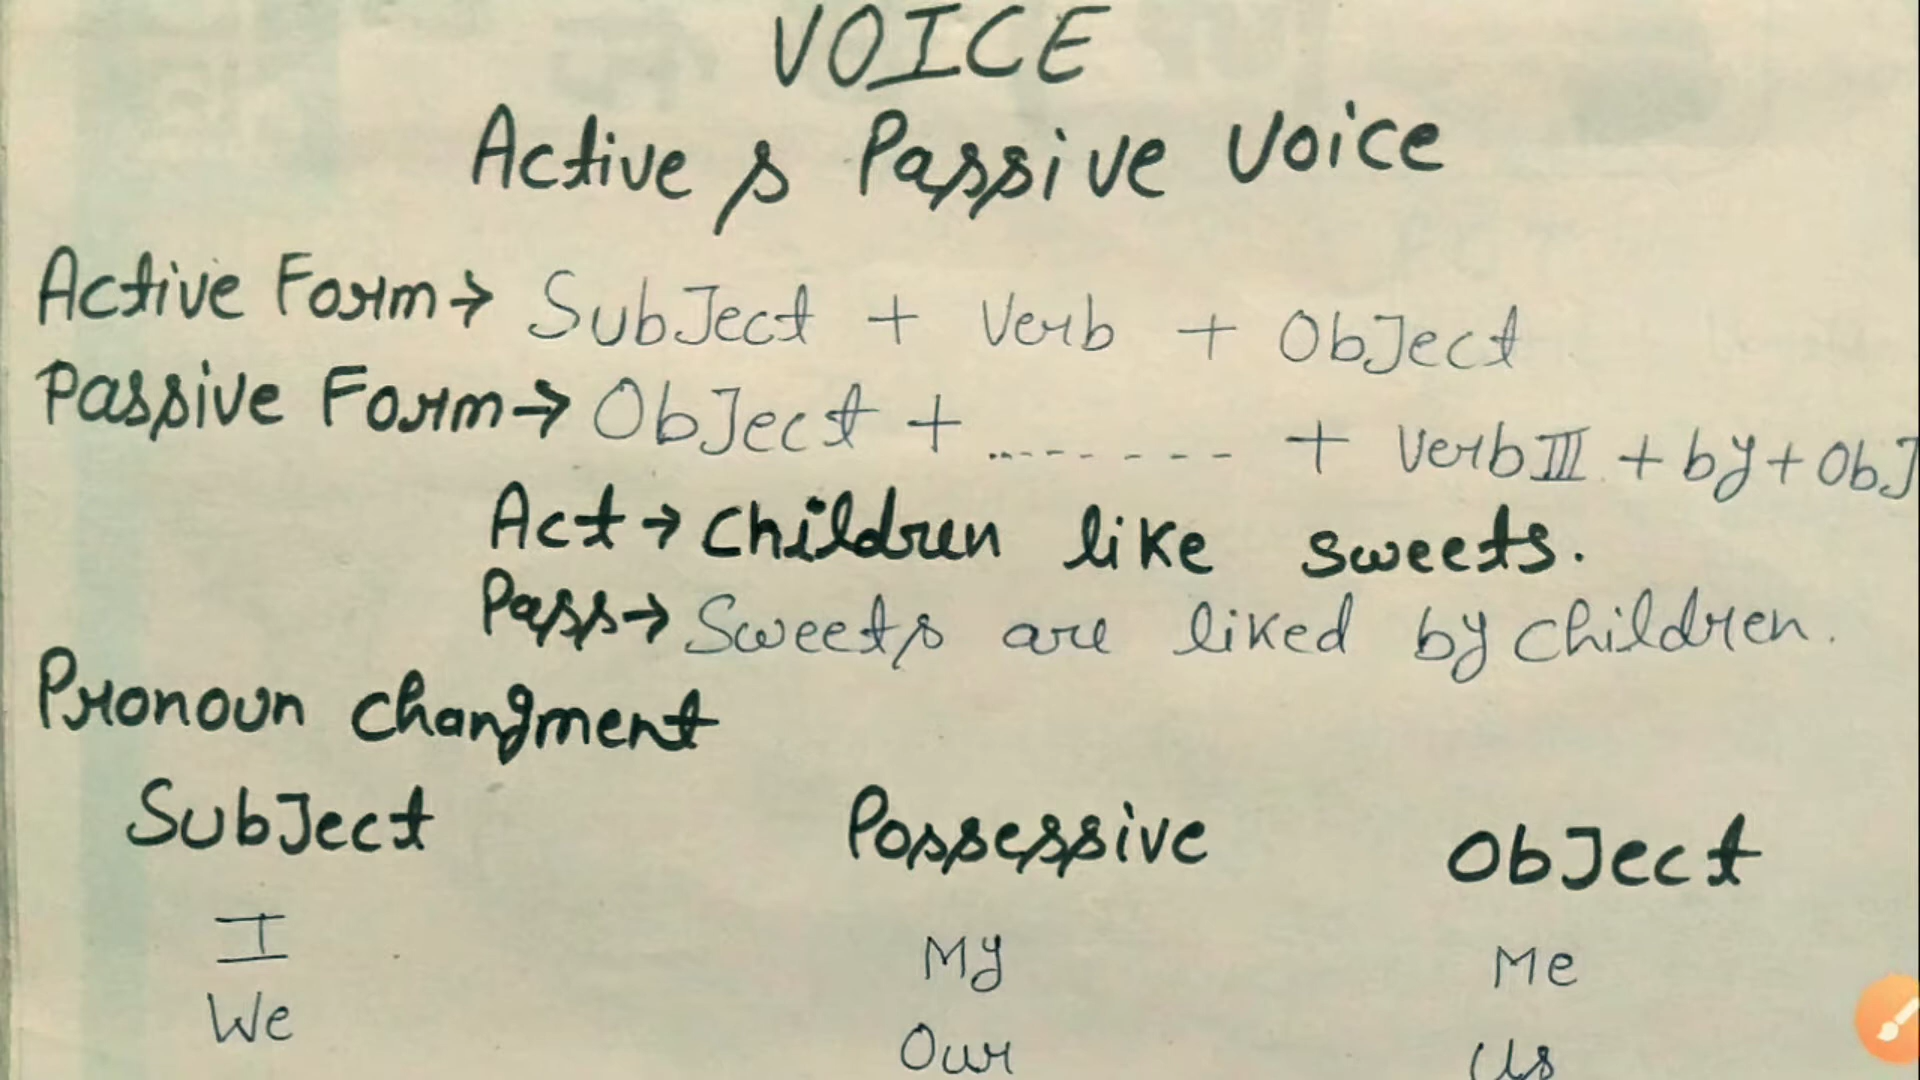 VOICE
Active & Passive Voice
Active Form→ SubJect + Verb + ObJect
Passive Form→ ObJect + ........ + Verb III + by + ObJ
Act → Children like sweets.
Pass→ Sweets are liked by children.
Pronoun changment
SubJect Possessive ObJect
I My Me
We Our Us